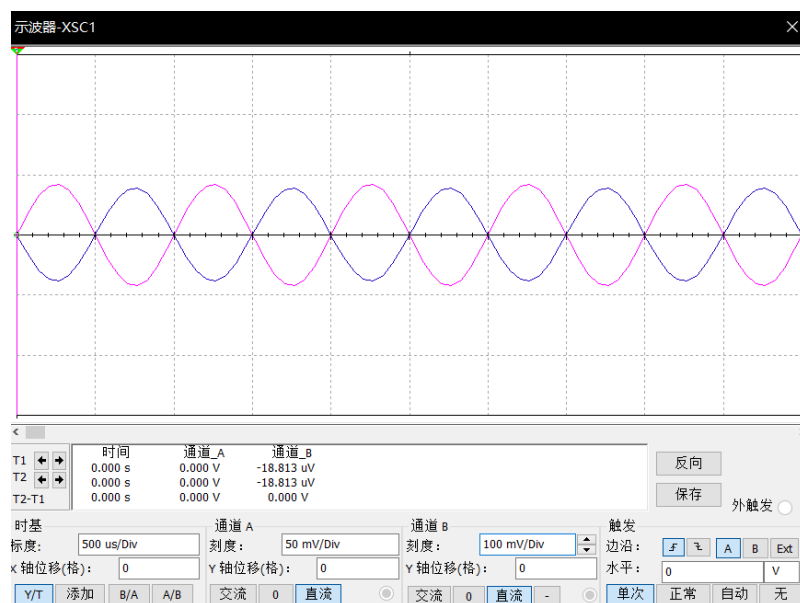 示波器-XSC1
时间 通道_A 通道_B
T1 0.000 s 0.000 V -18.813 uV
T2 0.000 s 0.000 V -18.813 uV
T2-T1 0.000 s 0.000 V 0.000 V
反向
保存
外触发
时基
标度: 500 us/Div
X 轴位移(格): 0
Y/T 添加 B/A A/B
通道 A
刻度: 50 mV/Div
Y 轴位移(格): 0
交流 0 直流
通道 B
刻度: 100 mV/Div
Y 轴位移(格): 0
交流 0 直流 -
触发
边沿: A B Ext
水平: 0 V
单次 正常 自动 无